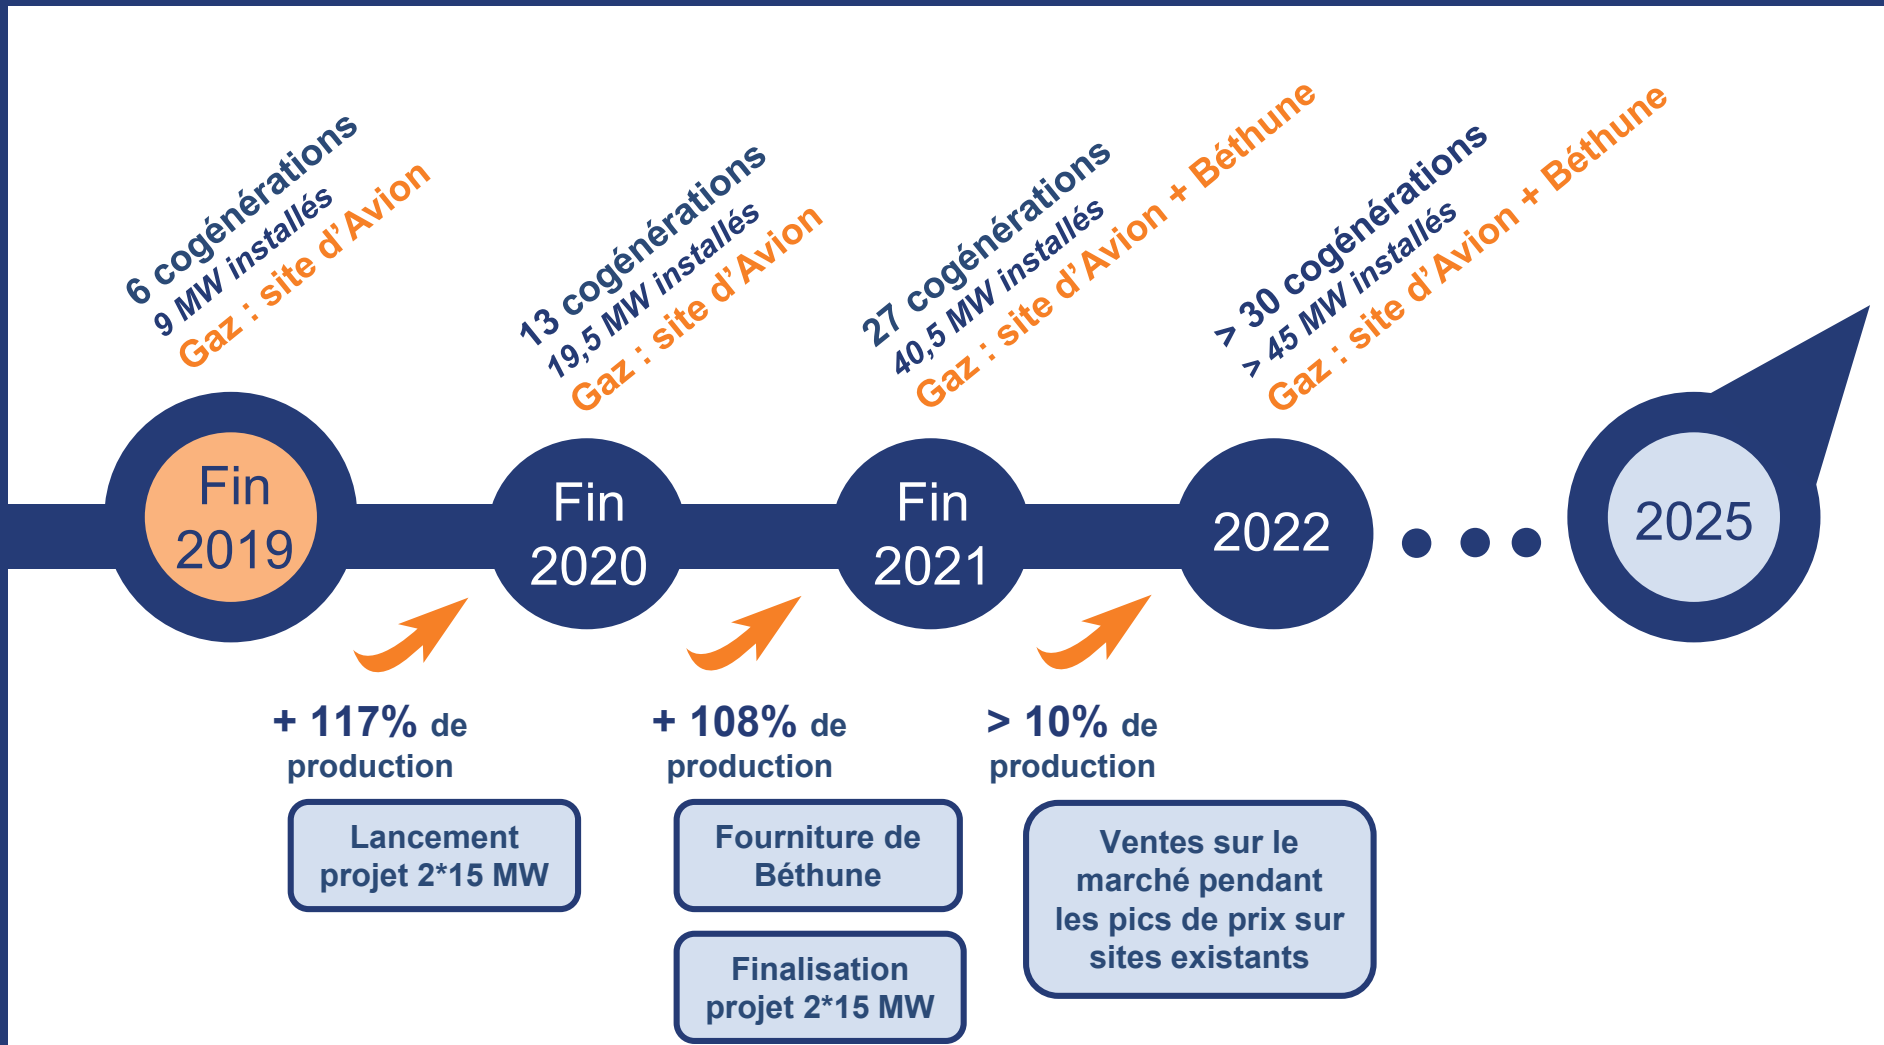 6 cogénérations
9 MW installés
Gaz : site d'Avion
13 cogénérations
19,5 MW installés
Gaz : site d'Avion
27 cogénérations
40,5 MW installés
Gaz : site d'Avion + Béthune
> 30 cogénérations
> 45 MW installés
Gaz : site d'Avion + Béthune
Fin
2019
Fin
2020
Fin
2021
2022
2025
+ 117% de
production
Lancement
projet 2*15 MW
+ 108% de
production
Fourniture de
Béthune
Finalisation
projet 2*15 MW
> 10% de
production
Ventes sur le
marché pendant
les pics de prix sur
sites existants